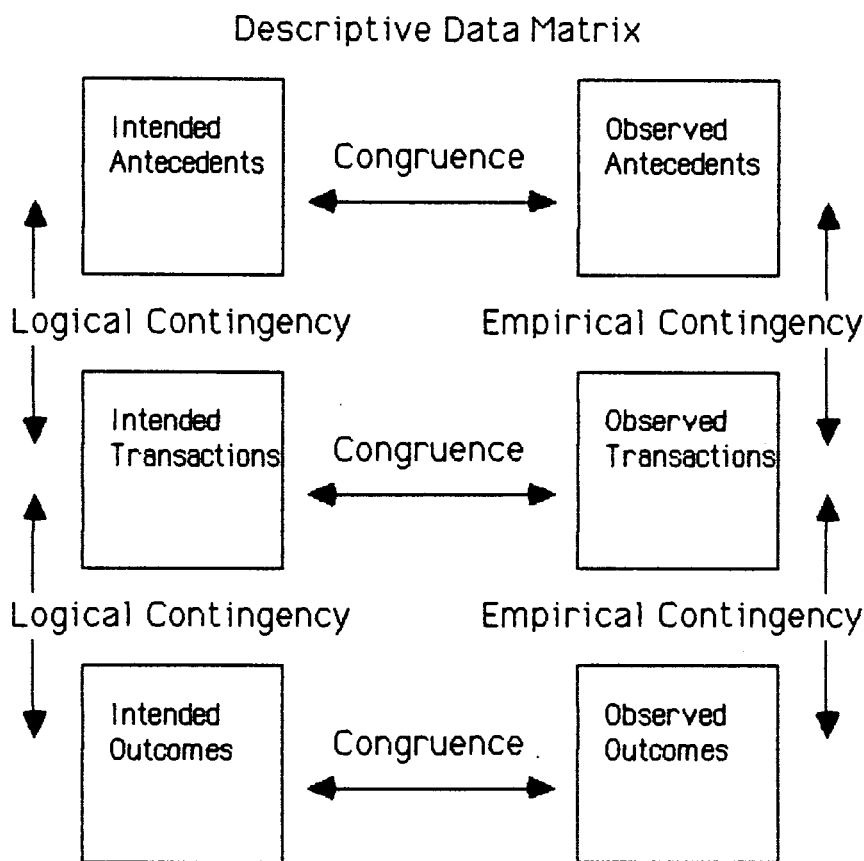 Descriptive Data Matrix
Intended
Antecedents
Congruence
Observed
Antecedents
Logical Contingency
Empirical Contingency
Intended
Transactions
Congruence
Observed
Transactions
Logical Contingency
Empirical Contingency
Intended
Outcomes
Congruence
Observed
Outcomes